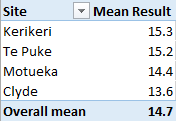 Site Mean Result
Kerikeri 15.3
Te Puke 15.2
Motueka 14.4
Clyde 13.6
Overall mean 14.7